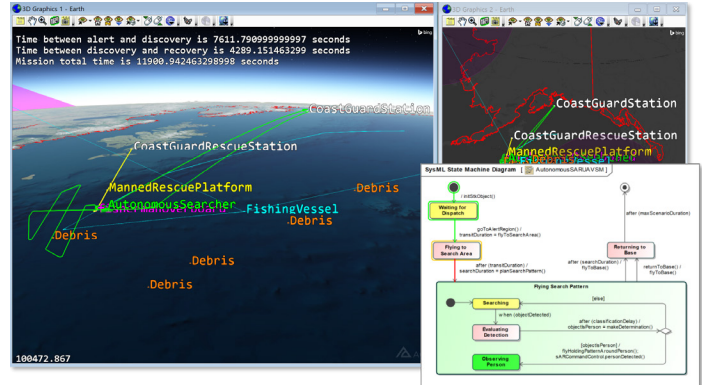 3D Graphics 1 - Earth
Time between alert and discovery is 7611.790999999997 seconds
Time between discovery and recovery is 4289.151463299 seconds
Mission total time is 11900.942463298998 seconds
bing
CoastGuardStation
CoastGuardRescueStation
MannedRescuePlatform
AutonomousSearcher
FishingVessel
Debris
Debris
Debris
Debris
Debris
100472.867
3D Graphics 2 - Earth
bing
CoastGuardStation
CoastGuardRescueStation
MannedRescuePlatform
SysML State Machine Diagram [ AutonomousSARUAVSM ]
/ initStkObject()
Waiting for
Dispatch
goToAlertRegion() /
transitDuration = flyToSearchArea()
Flying to
Search Area
after (transitDuration) /
searchDuration = planSearchPattern()
after (maxScenarioDuration)
Returning to
Base
after (searchDuration) /
flyToBase()
returnToBase() /
flyToBase()
Flying Search Pattern
Searching
[else]
when (objectDetected)
Evaluating
Detection
after (classificationDelay) /
objectIsPerson = makeDetermination()
Observing
Person
[objectIsPerson] /
flyHoldingPatternAroundPerson();
sARCommandControl.personDetected()